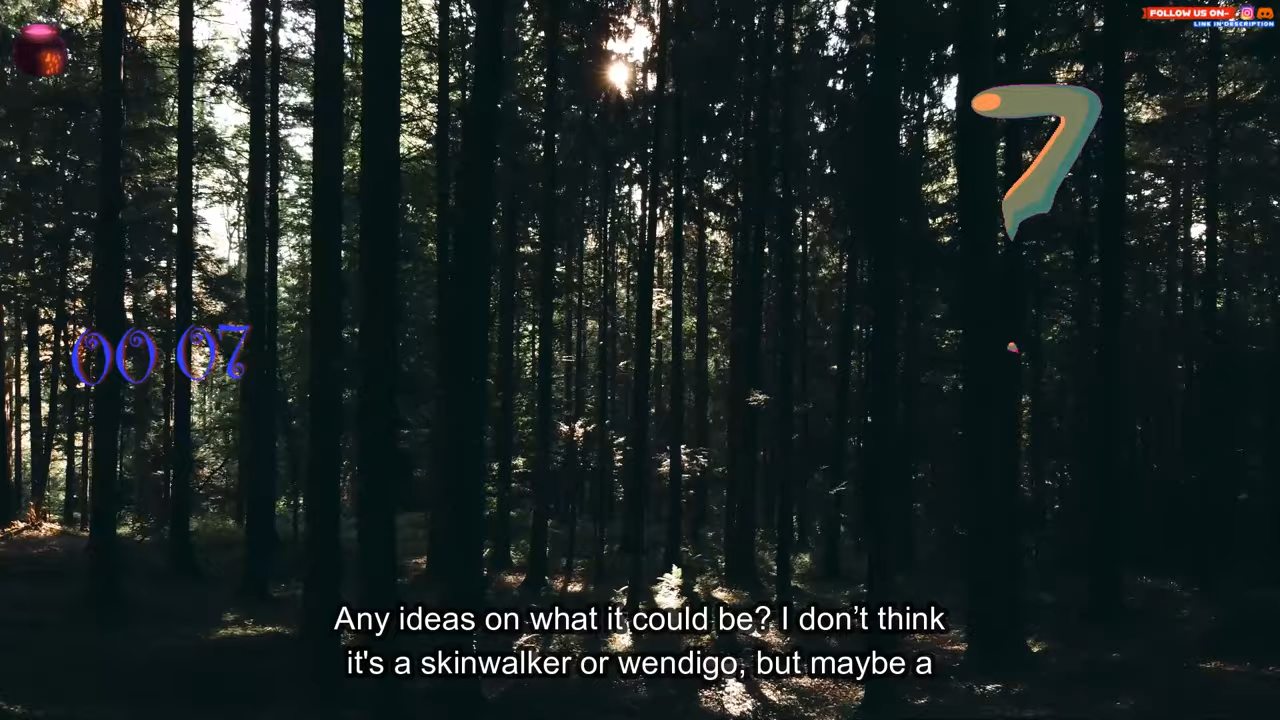 FOLLOW US ON-
LINK IN DESCRIPTION
7
00 07
Any ideas on what it could be? I don’t think
it's a skinwalker or wendigo, but maybe a